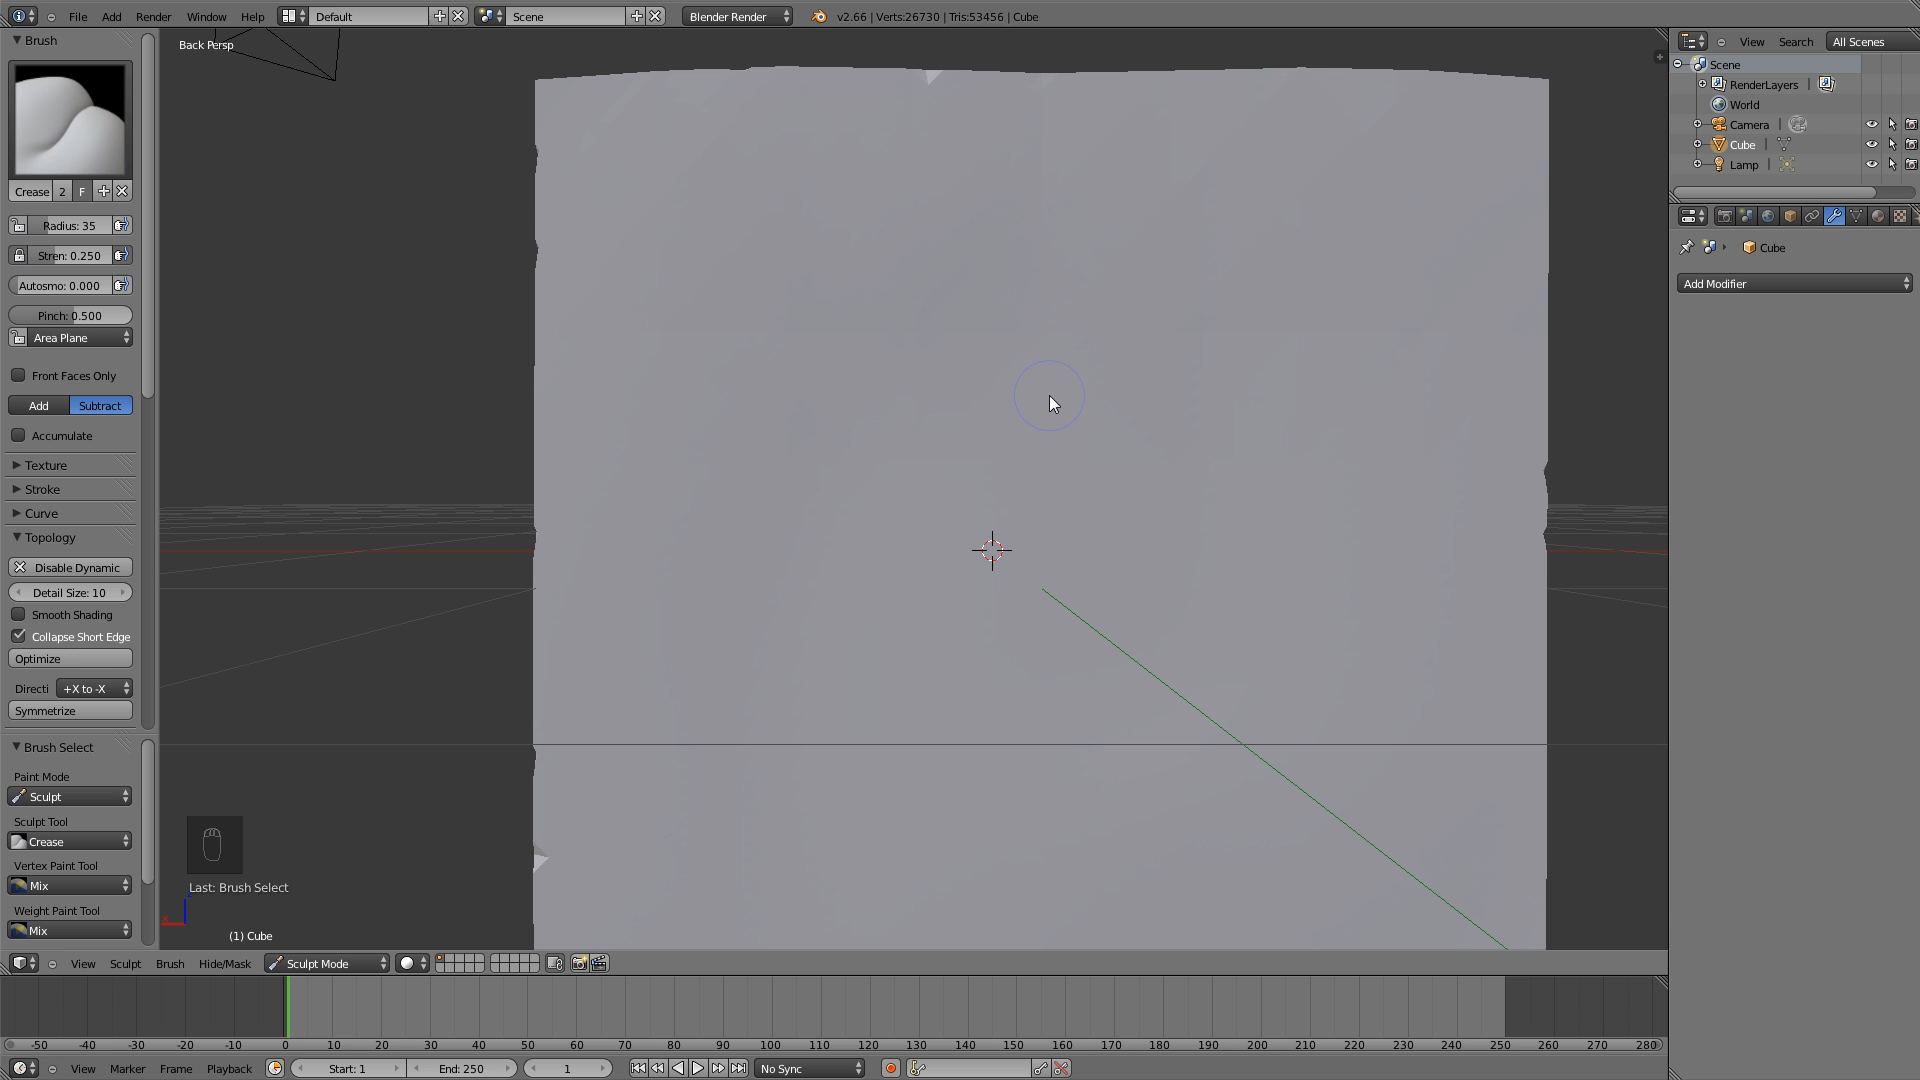 File Add Render Window Help Default Scene Blender Render v2.66 | Verts:26730 | Tris:53456 | Cube
Brush
Back Persp
View Search All Scenes
Scene
RenderLayers
World
Camera
Cube
Lamp
Crease 2 F
Radius: 35
Stren: 0.250
Autosmo: 0.000
Pinch: 0.500
Area Plane
Front Faces Only
Add Subtract
Accumulate
Texture
Stroke
Curve
Topology
Disable Dynamic
Detail Size: 10
Smooth Shading
Collapse Short Edge
Optimize
Directi +X to -X
Symmetrize
Brush Select
Paint Mode
Sculpt
Sculpt Tool
Crease
Vertex Paint Tool
Mix
Weight Paint Tool
Mix
Cube
Add Modifier
Last: Brush Select
(1) Cube
View Sculpt Brush Hide/Mask Sculpt Mode
-50 -40 -30 -20 -10 0 10 20 30 40 50 60 70 80 90 100 110 120 130 140 150 160 170 180 190 200 210 220 230 240 250 260 270 280
View Marker Frame Playback Start: 1 End: 250 1 No Sync